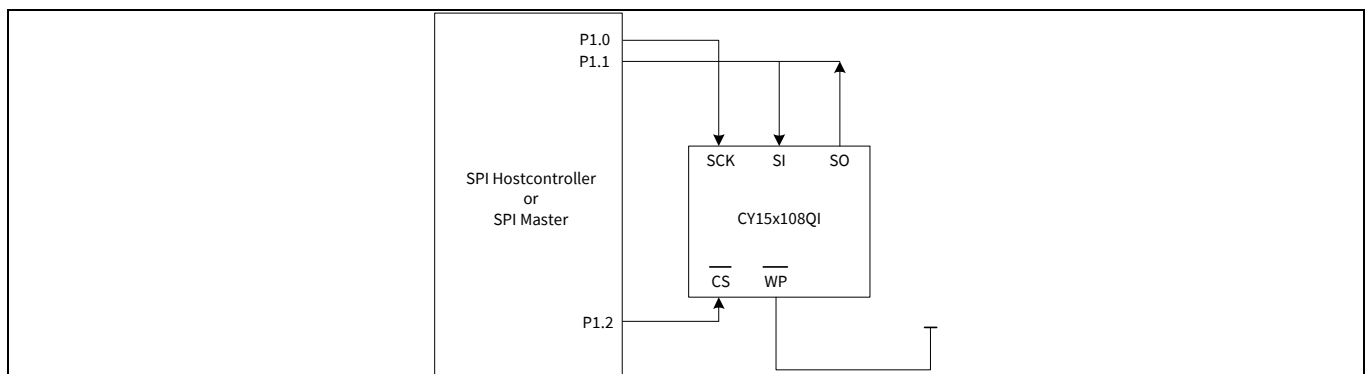 P1.0
P1.1
SCK SI SO
SPI Hostcontroller
or
SPI Master
CY15x108QI
CS WP
P1.2